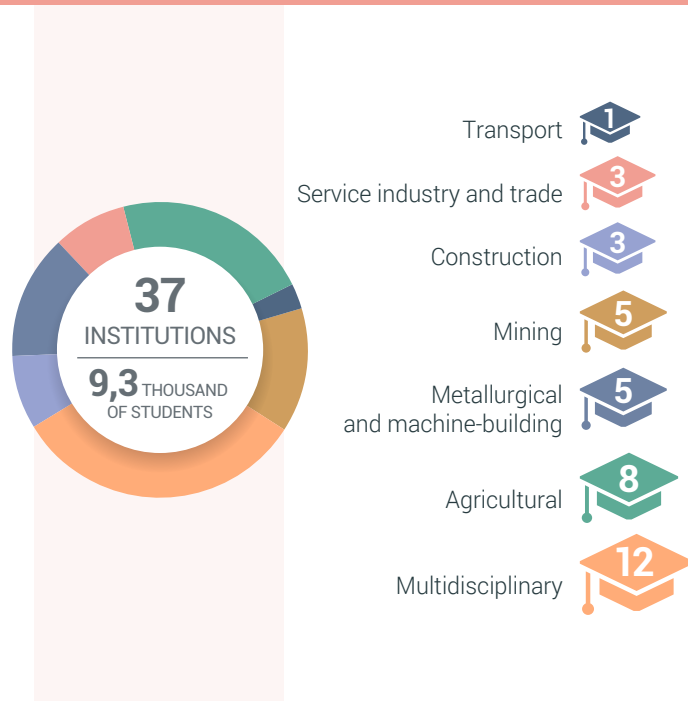 37
INSTITUTIONS
9,3 THOUSAND
OF STUDENTS
Transport 1
Service industry and trade 3
Construction 3
Mining 5
Metallurgical
and machine-building 5
Agricultural 8
Multidisciplinary 12